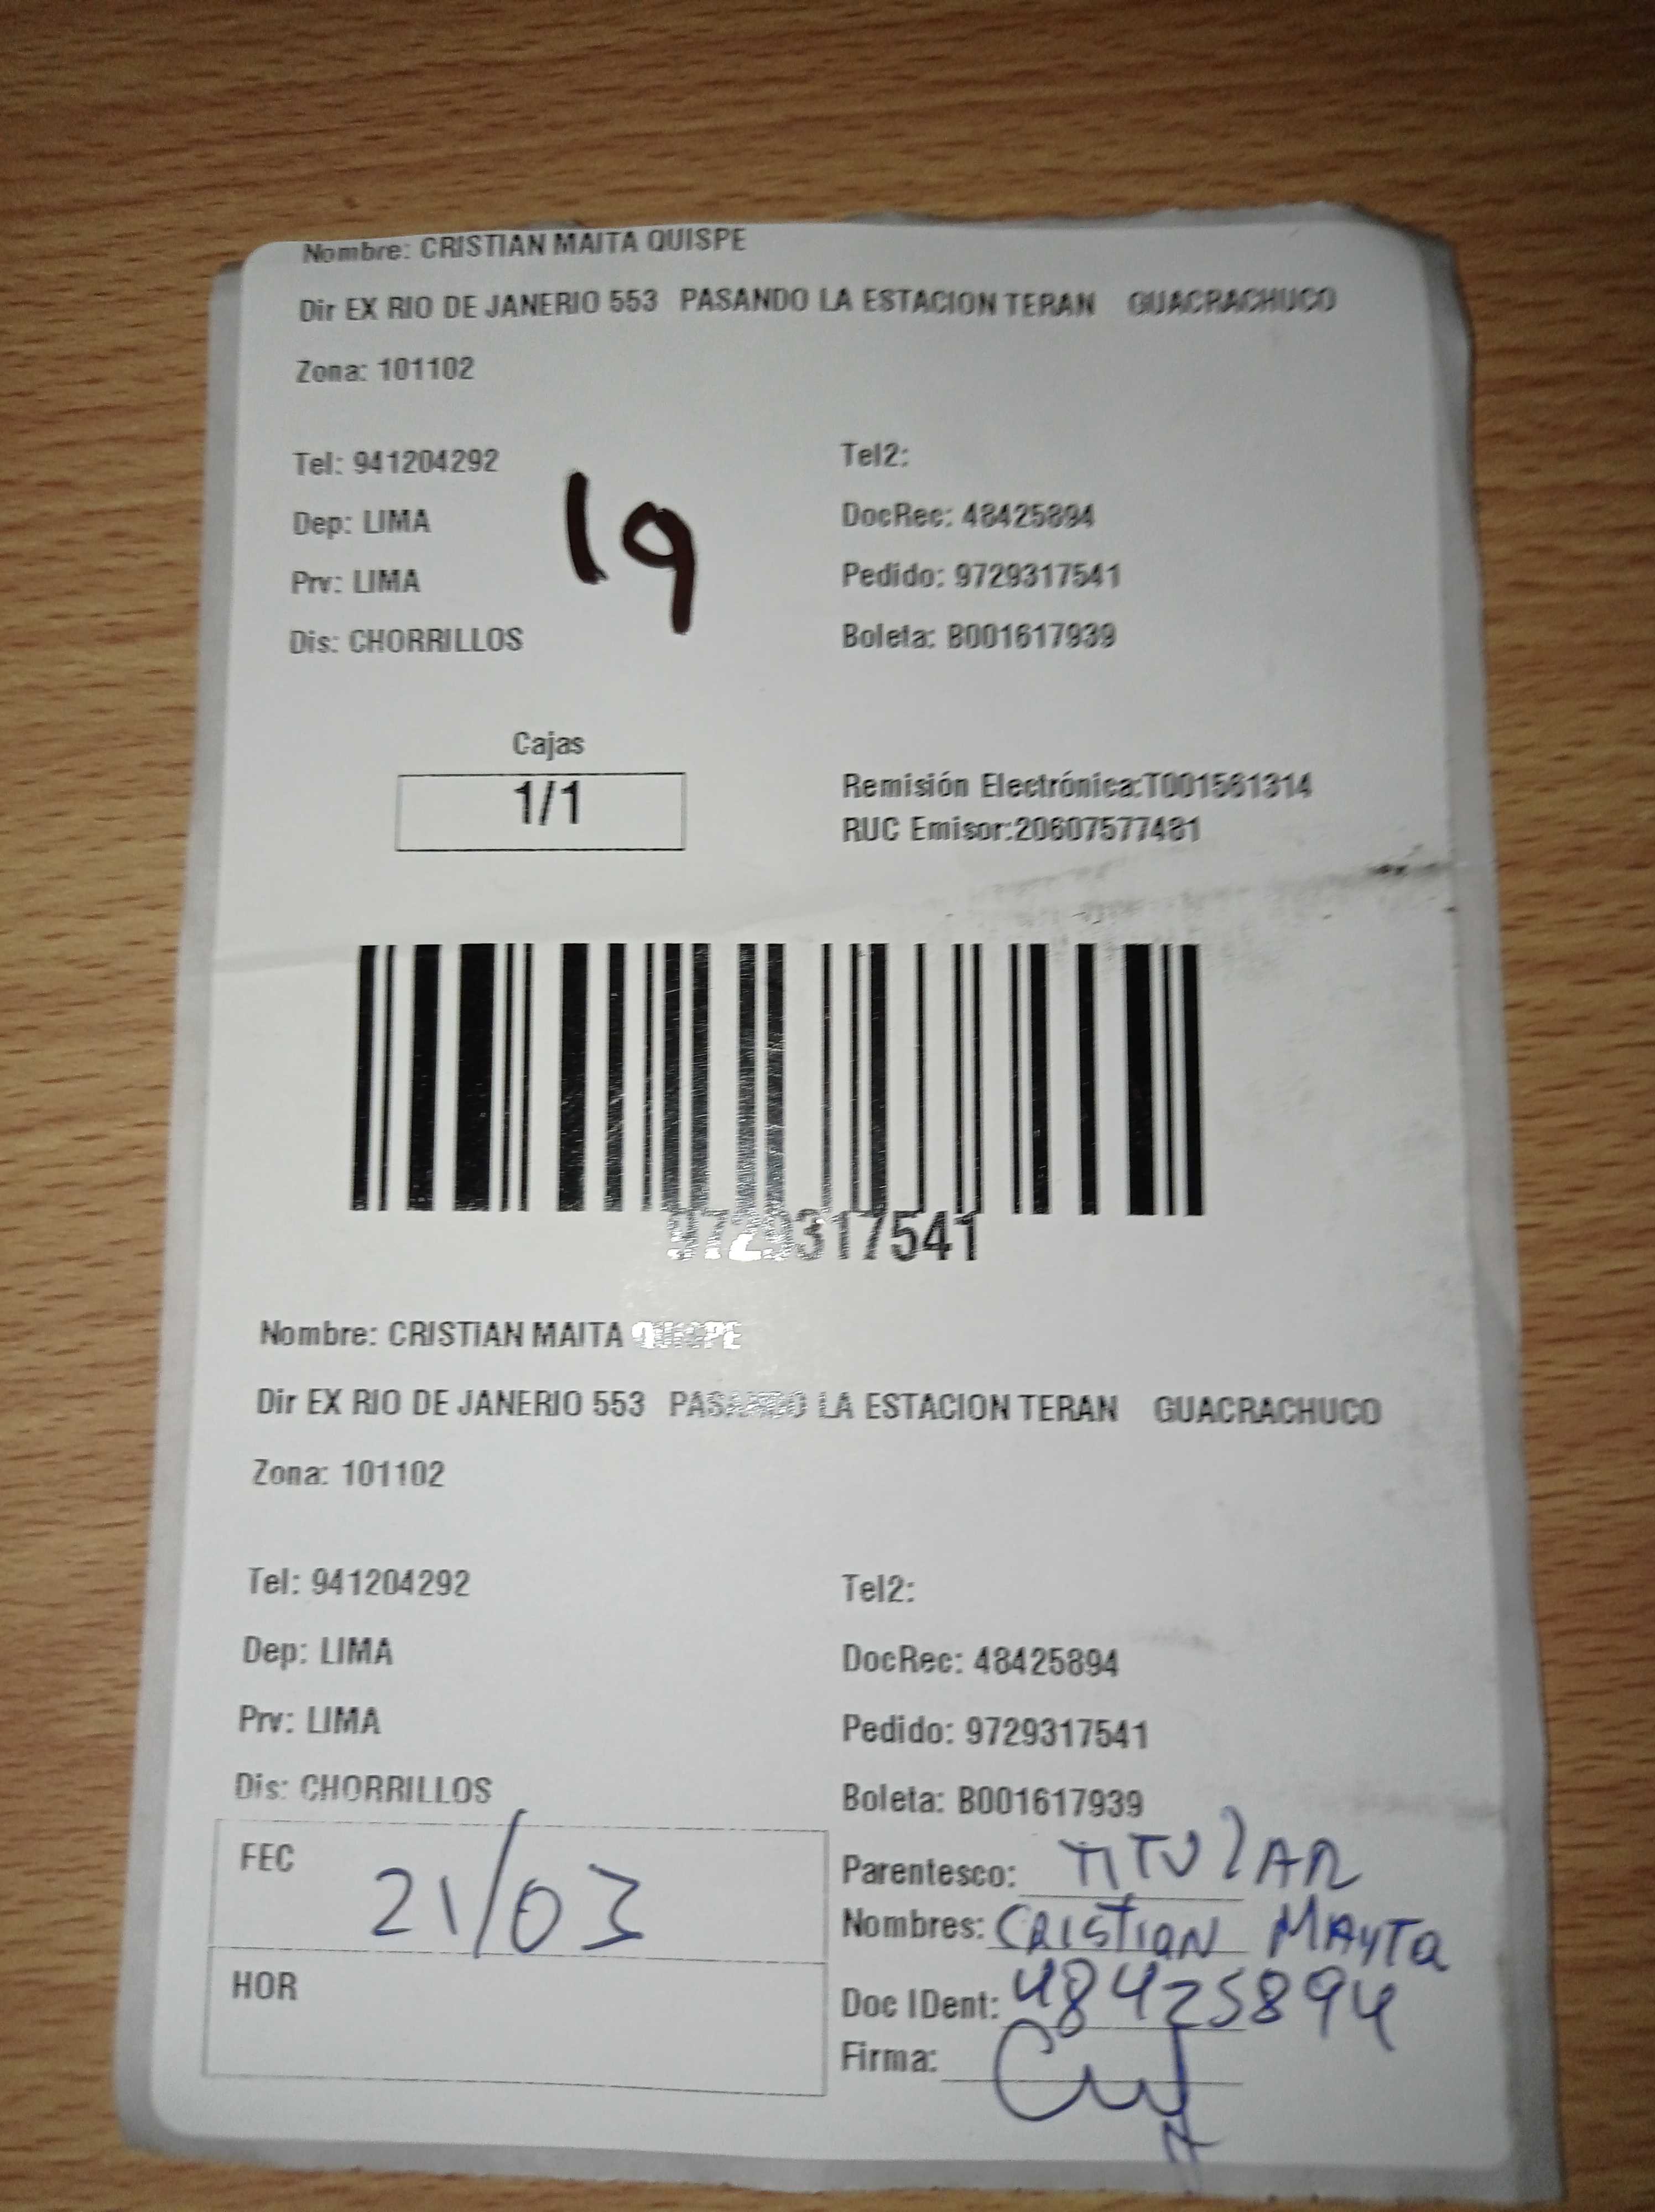 Nombre: CRISTIAN MAITA QUISPE
Dir EX RIO DE JANERIO 553 PASANDO LA ESTACION TERAN GUACRACHUCO
Zona: 101102
Tel: 941204292 Tel2:
Dep: LIMA DocRec: 48425894
Prv: LIMA Pedido: 9729317541
Dis: CHORRILLOS Boleta: B001617939
19
Cajas
1/1
Remisión Electrónica:T001561314
RUC Emisor:20607577481
9729317541
Nombre: CRISTIAN MAITA QUISPE
Dir EX RIO DE JANERIO 553 PASANDO LA ESTACION TERAN GUACRACHUCO
Zona: 101102
Tel: 941204292 Tel2:
Dep: LIMA DocRec: 48425894
Prv: LIMA Pedido: 9729317541
Dis: CHORRILLOS Boleta: B001617939
FEC 21/03
HOR
Parentesco: TITULAR
Nombres: CRISTIAN MAYTA
Doc IDent: 48425894
Firma: